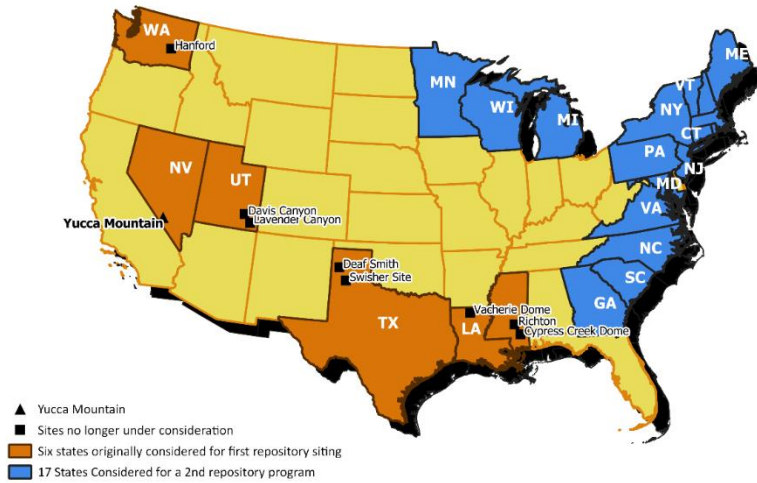 WA
Hanford
ME
MN
VT
WI
NY
MI
CT
PA
NV
NJ
UT
MD
Davis Canyon
VA
Yucca Mountain
Lavender Canyon
NC
Deaf Smith
Swisher Site
SC
GA
Vacherie Dome
TX
LA
Richton
Cypress Creek Dome
Yucca Mountain
Sites no longer under consideration
Six states originally considered for first repository siting
17 States Considered for a 2nd repository program